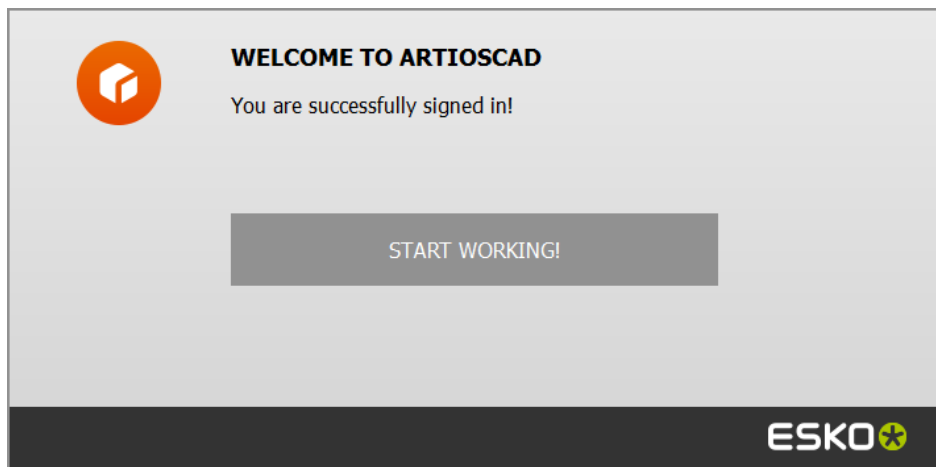 WELCOME TO ARTIOSCAD
You are successfully signed in!
START WORKING!
ESKO